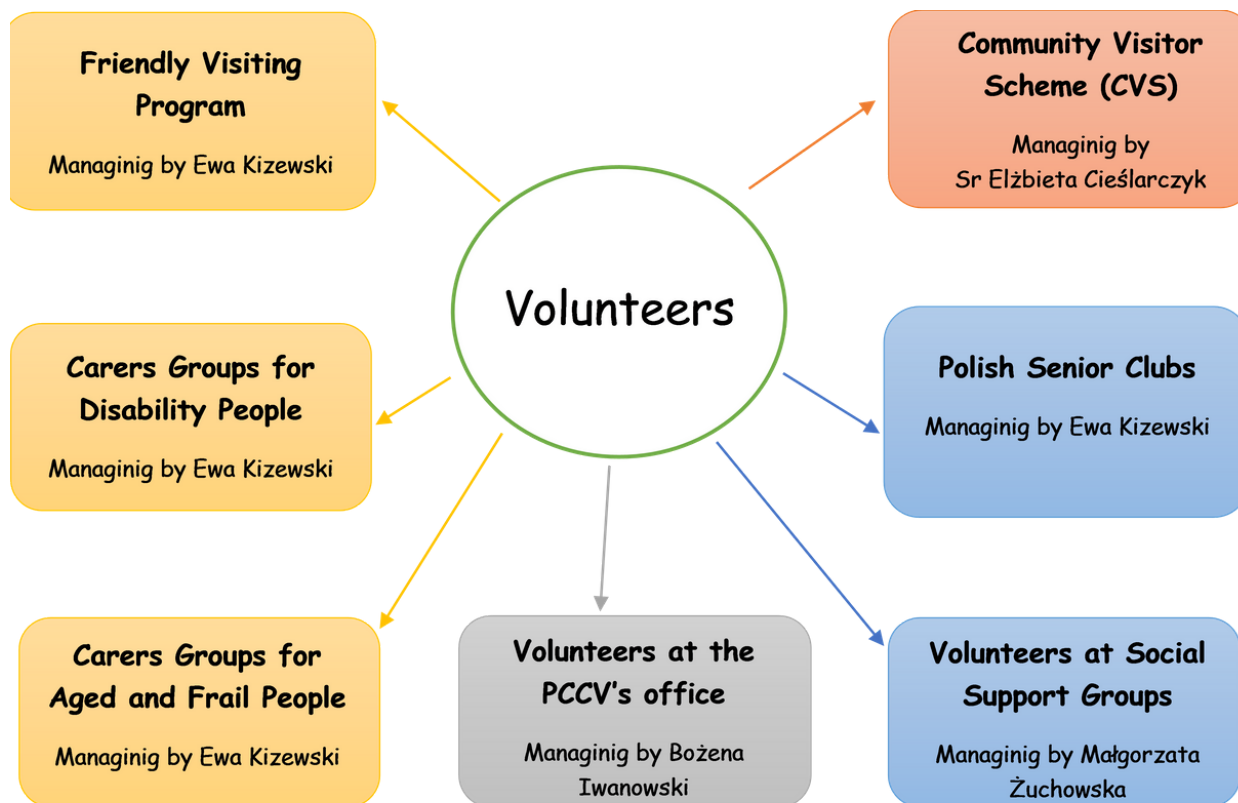 Friendly Visiting
Program
Managinig by Ewa Kizewski
Community Visitor
Scheme (CVS)
Managinig by
Sr Elżbieta Cieślarczyk
Volunteers
Carers Groups for
Disability People
Managinig by Ewa Kizewski
Polish Senior Clubs
Managinig by Ewa Kizewski
Carers Groups for
Aged and Frail People
Managinig by Ewa Kizewski
Volunteers at the
PCCV’s office
Managinig by Bożena
Iwanowski
Volunteers at Social
Support Groups
Managinig by Małgorzata
Żuchowska